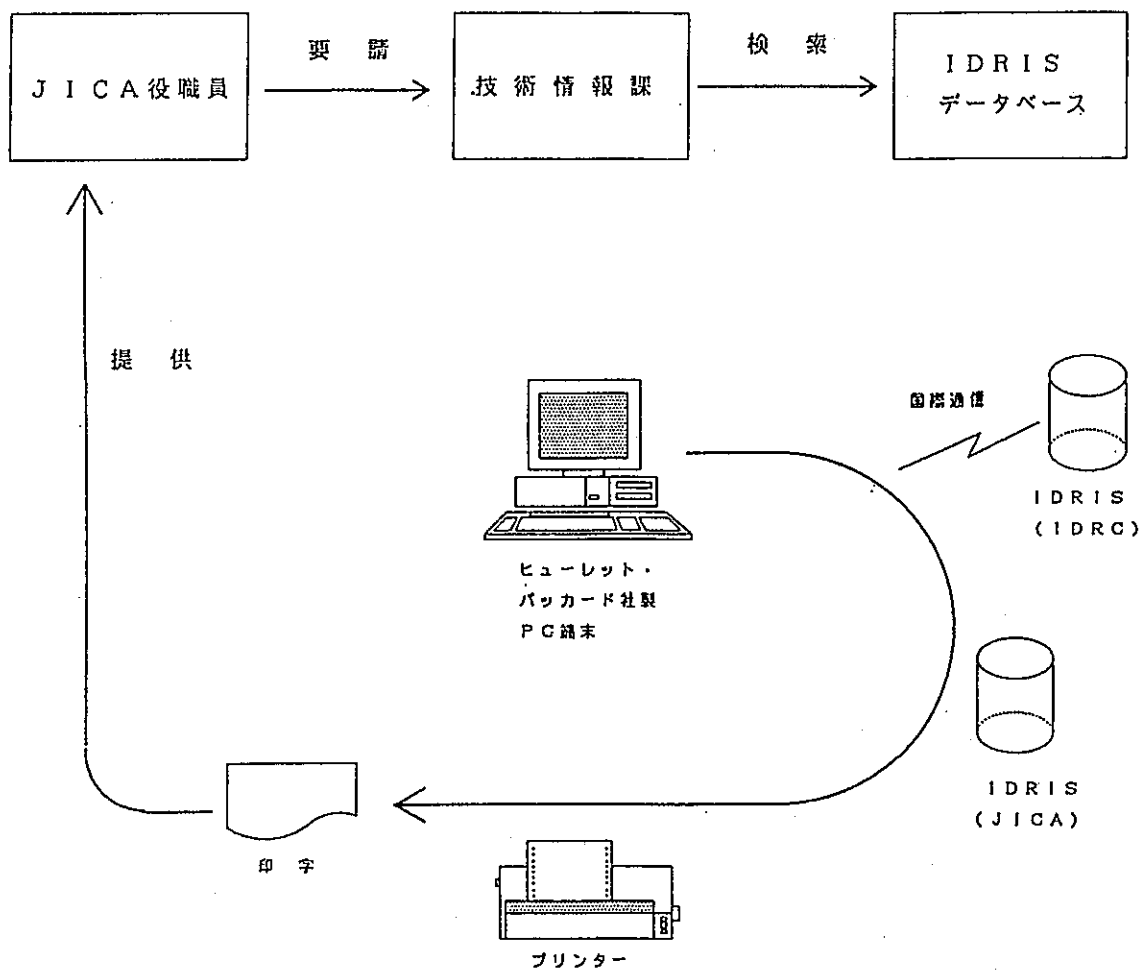 要請
検索
JICA役職員
技術情報課
IDRIS
データベース
提供
国際通信
IDRIS
(IDRC)
ヒューレット・
パッカード社製
PC端末
IDRIS
(JICA)
印字
プリンター